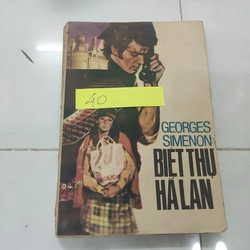 40
GEORGES
SIMENON
BIỆT THỰ
HÀ LAN